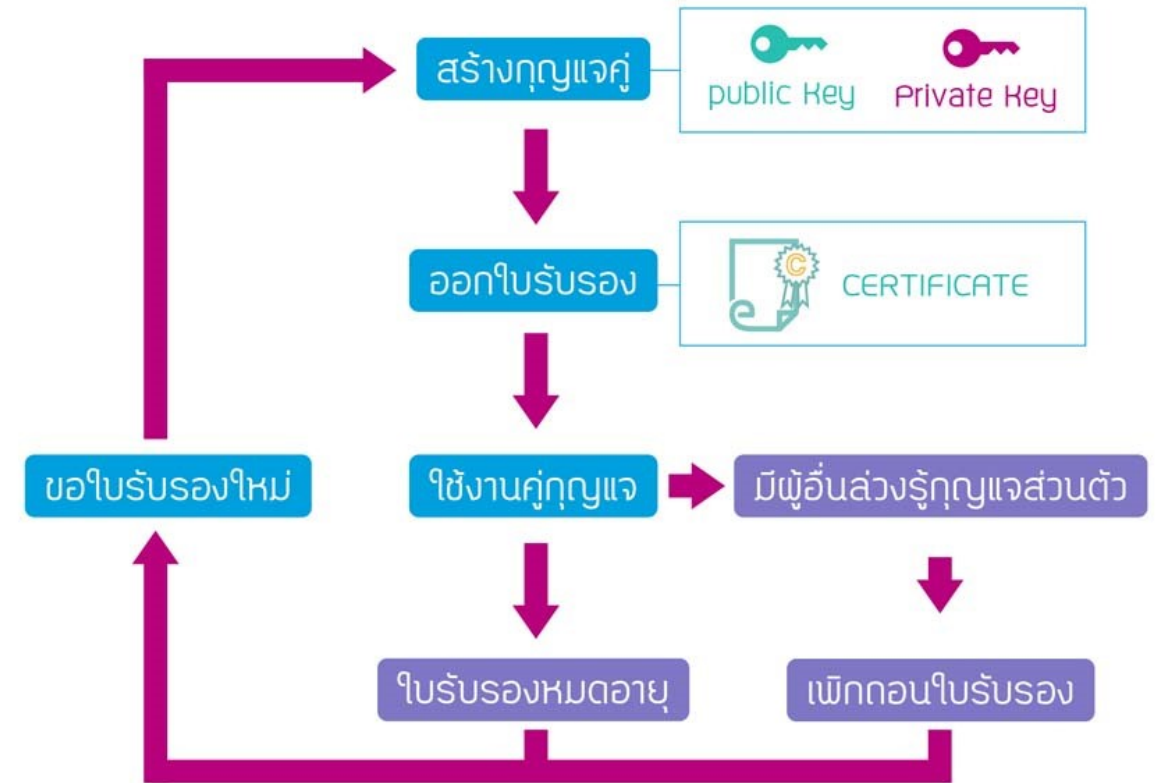 สร้างกุญแจคู่
public Key
Private Key
ออกใบรับรอง
C
CERTIFICATE
ขอใบรับรองใหม่
ใช้งานคู่กุญแจ
มีผู้อื่นล่วงรู้กุญแจส่วนตัว
ใบรับรองหมดอายุ
เพิกถอนใบรับรอง